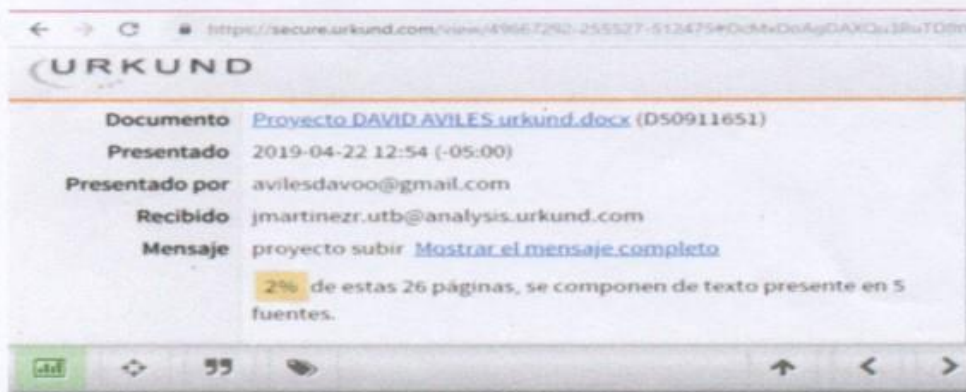 https://secure.urkund.com/view/49667292-255527-512475
URKUND
Documento Proyecto DAVID AVILES urkund.docx (D50911651)
Presentado 2019-04-22 12:54 (-05:00)
Presentado por avilesdavoo@gmail.com
Recibido jmartinezr.utb@analysis.urkund.com
Mensaje proyecto subir Mostrar el mensaje completo
2% de estas 26 páginas, se componen de texto presente en 5
fuentes.